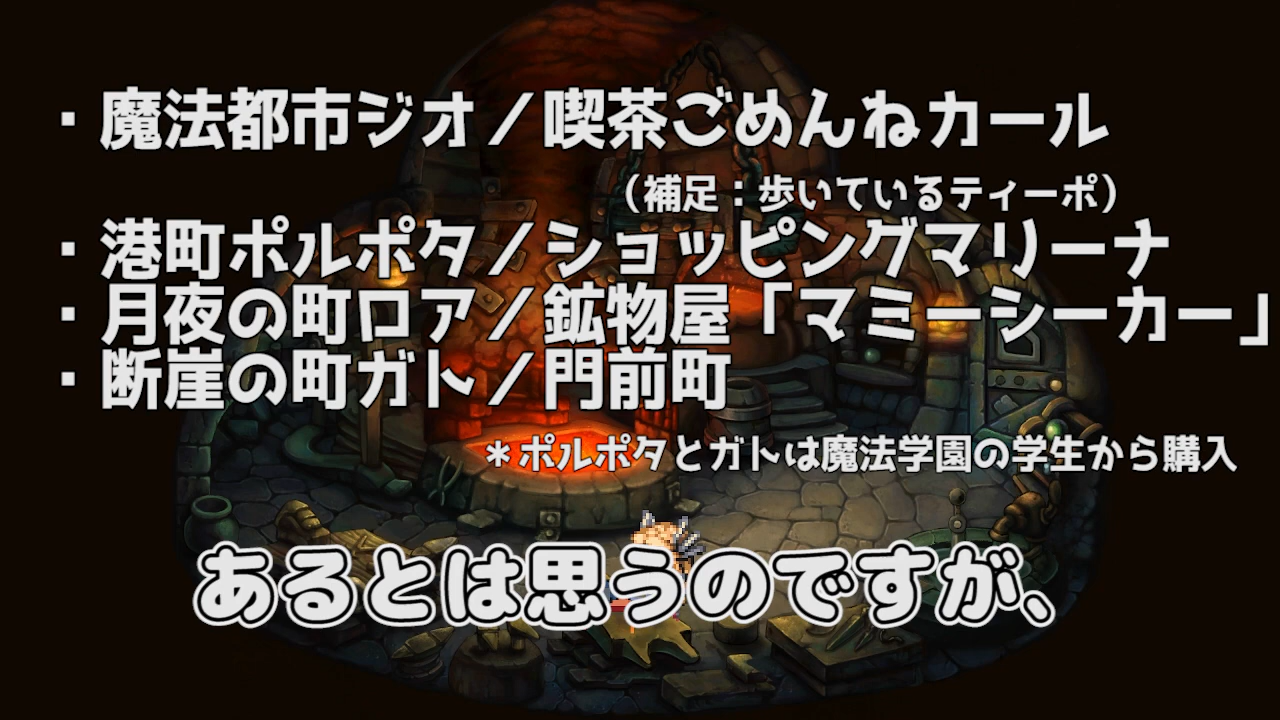 ・魔法都市ジオ／喫茶ごめんねカール
（補足：歩いているティーポ）
・港町ポルポタ／ショッピングマリーナ
・月夜の町ロア／鉱物屋「マミーシーカー」
・断崖の町ガト／門前町
＊ポルポタとガトは魔法学園の学生から購入
あるとは思うのですが、